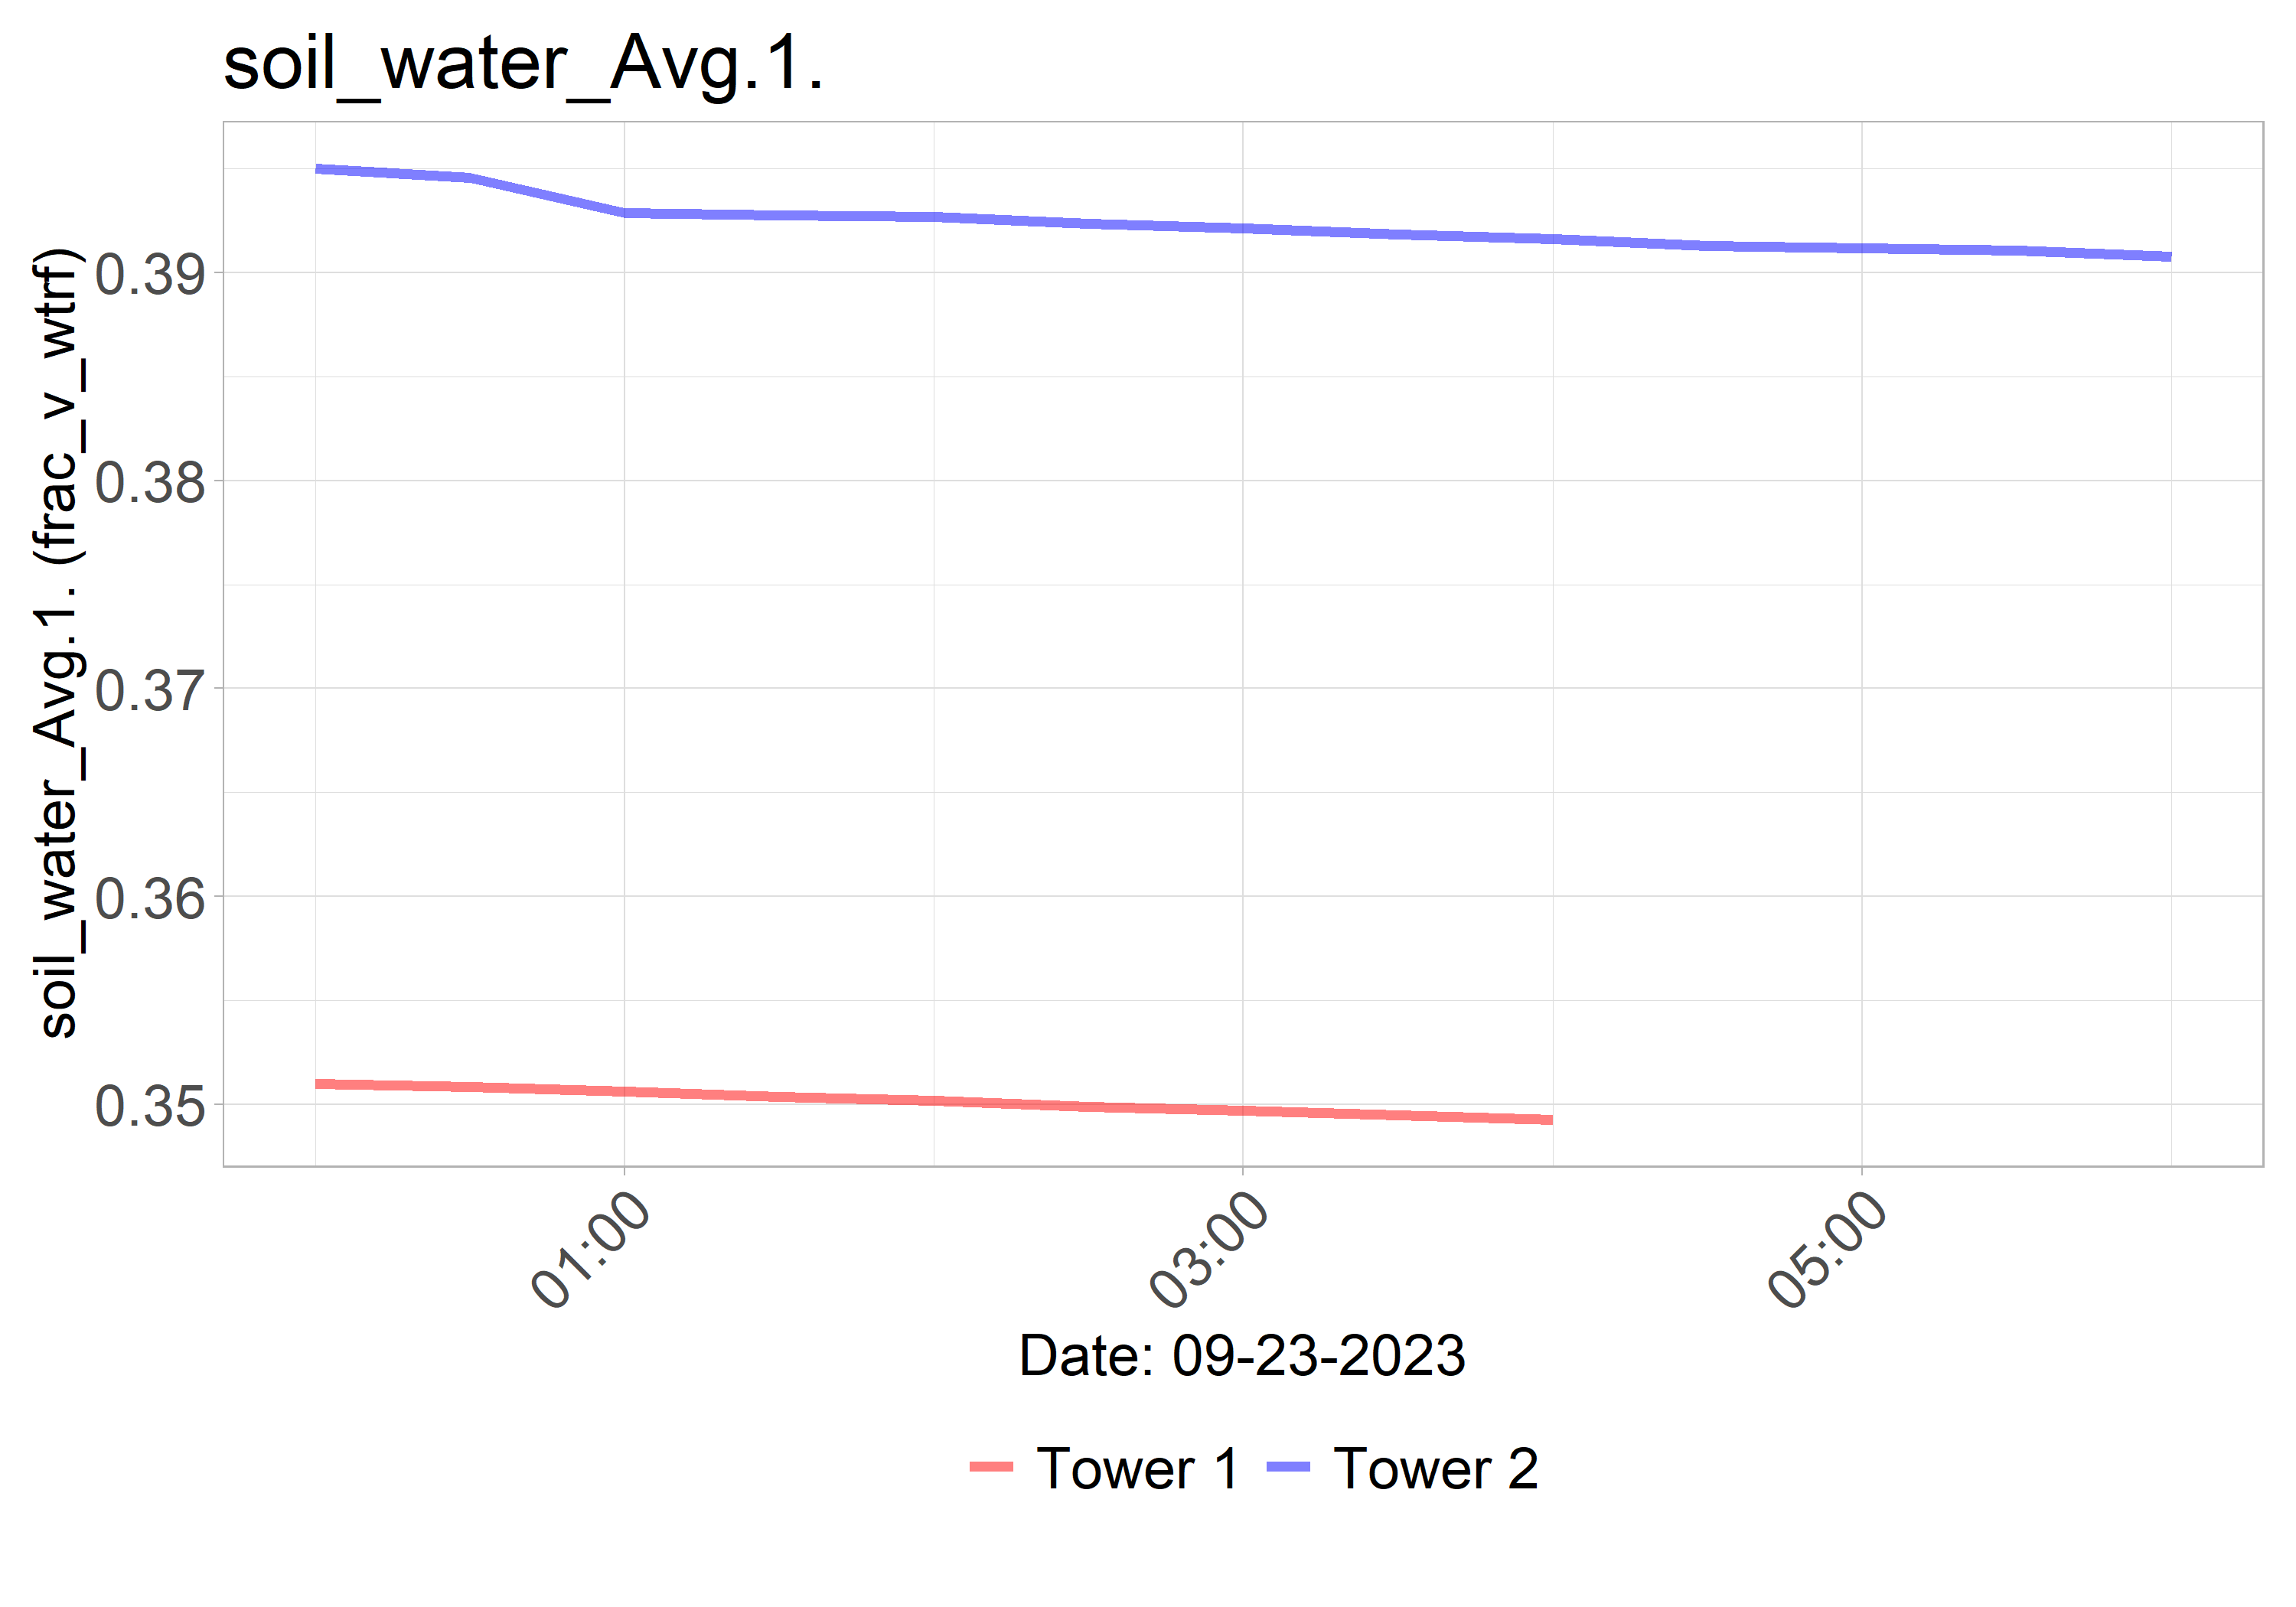 soil_water_Avg.1.
soil_water_Avg.1. (frac_v_wtrf)
0.39
0.38
0.37
0.36
0.35
01:00
03:00
05:00
Date: 09-23-2023
Tower 1
Tower 2